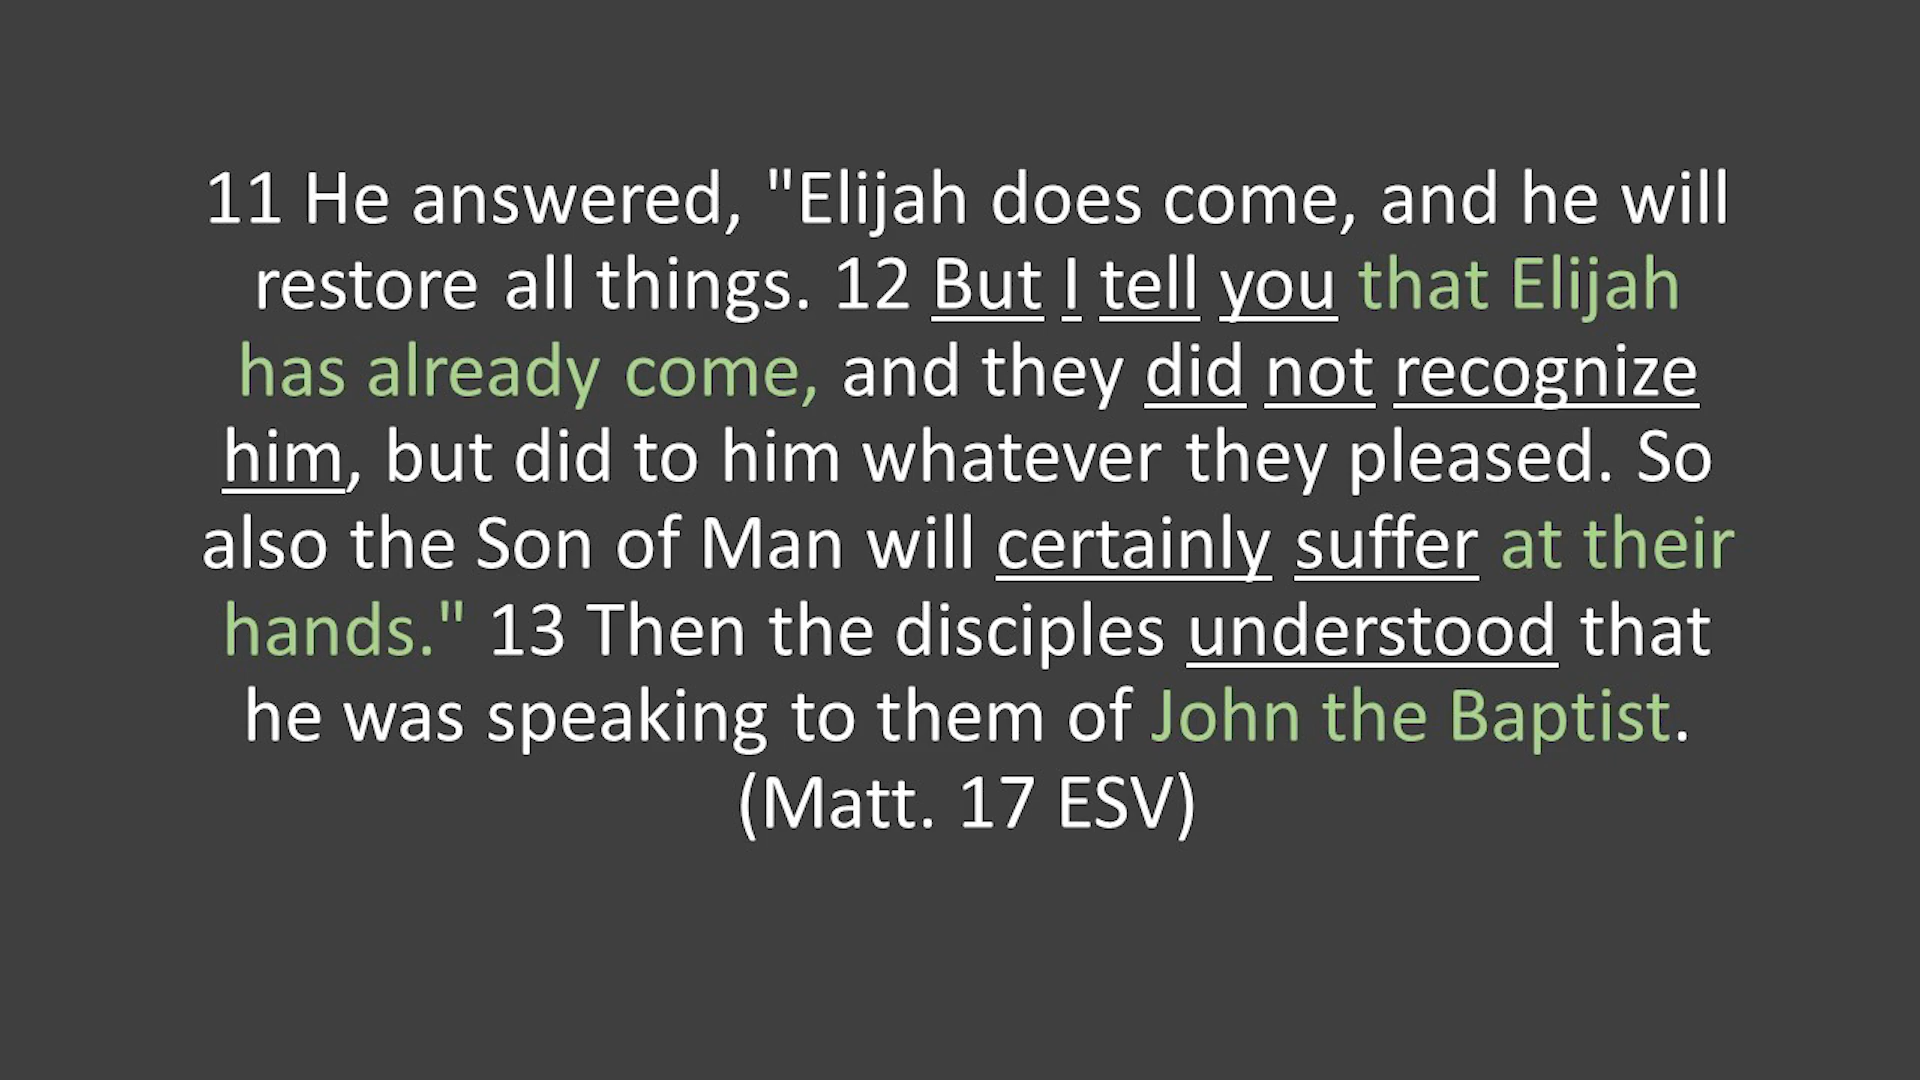 11 He answered, "Elijah does come, and he will
restore all things. 12 But I tell you that Elijah
has already come, and they did not recognize
him, but did to him whatever they pleased. So
also the Son of Man will certainly suffer at their
hands." 13 Then the disciples understood that
he was speaking to them of John the Baptist.
(Matt. 17 ESV)